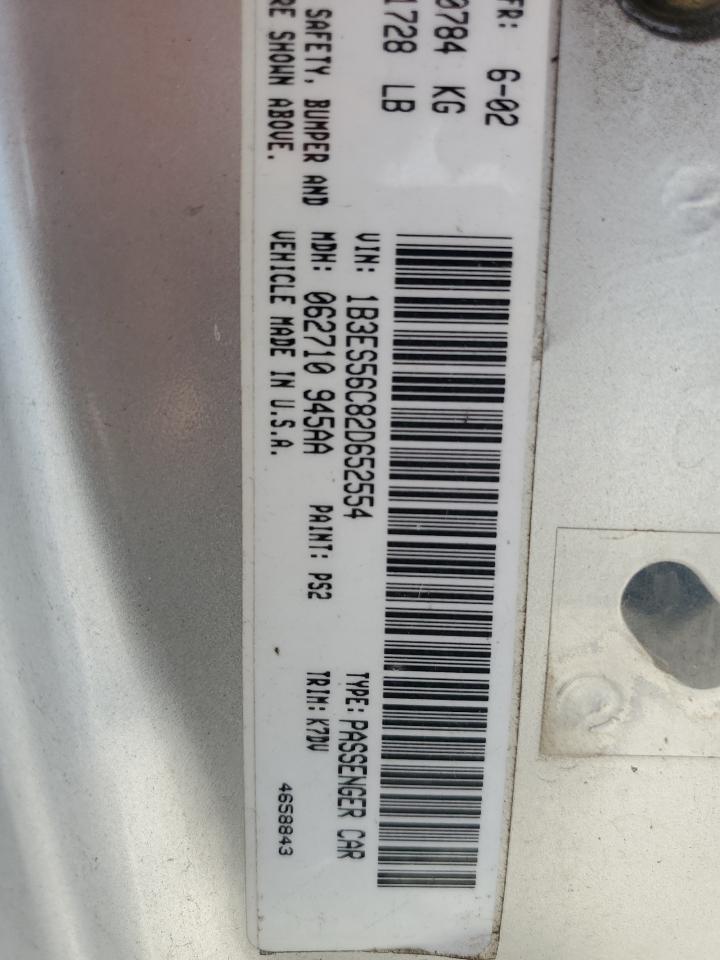 FR: 6-02
0784 KG
1728 LB
SAFETY, BUMPER AND
RE SHOWN ABOVE.
VIN: 1B3ES56C82D652554
TYPE: PASSENGER CAR
MDH: 062710 945AA PAINT: PS2 TRIM: K7DV
VEHICLE MADE IN U.S.A.
4658843